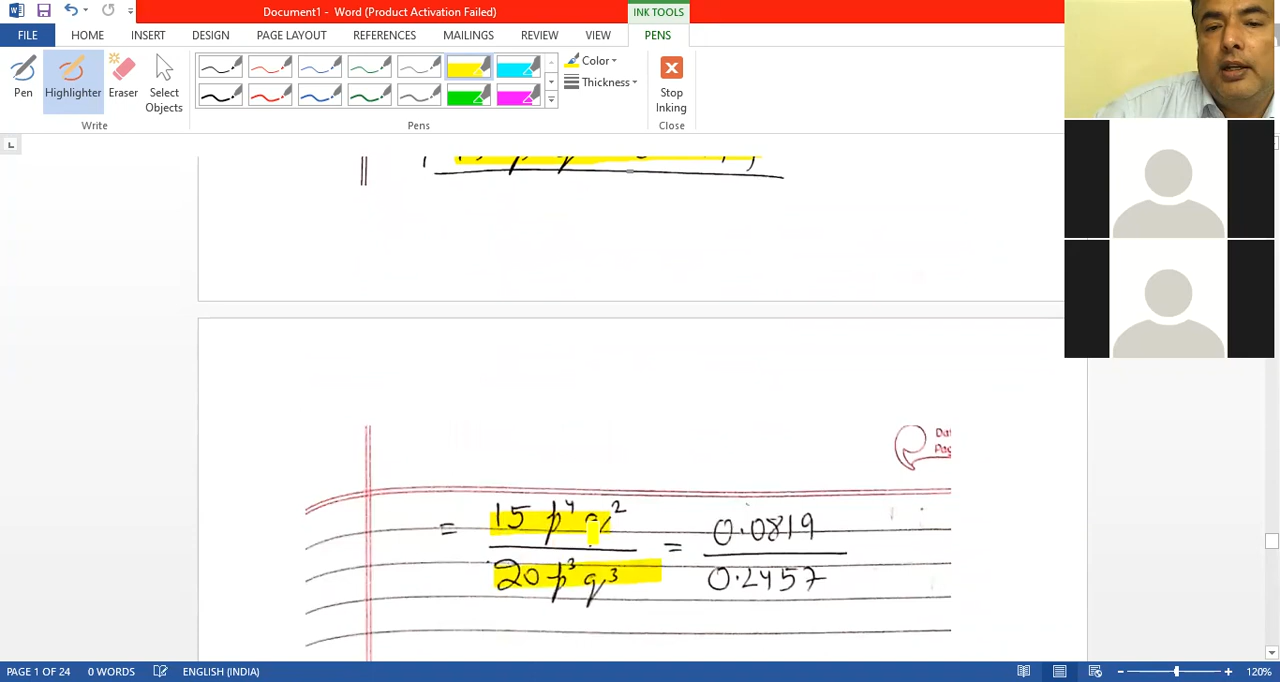 Document1 - Word (Product Activation Failed)
INK TOOLS
FILE HOME INSERT DESIGN PAGE LAYOUT REFERENCES MAILINGS REVIEW VIEW PENS
Pen Highlighter Eraser Select Objects
Color
Thickness
Stop Inking
Write Pens Close
= 15 p⁴ q² / 20 p³ q³ = 0.0819 / 0.2457
PAGE 1 OF 24 0 WORDS ENGLISH (INDIA) 120%